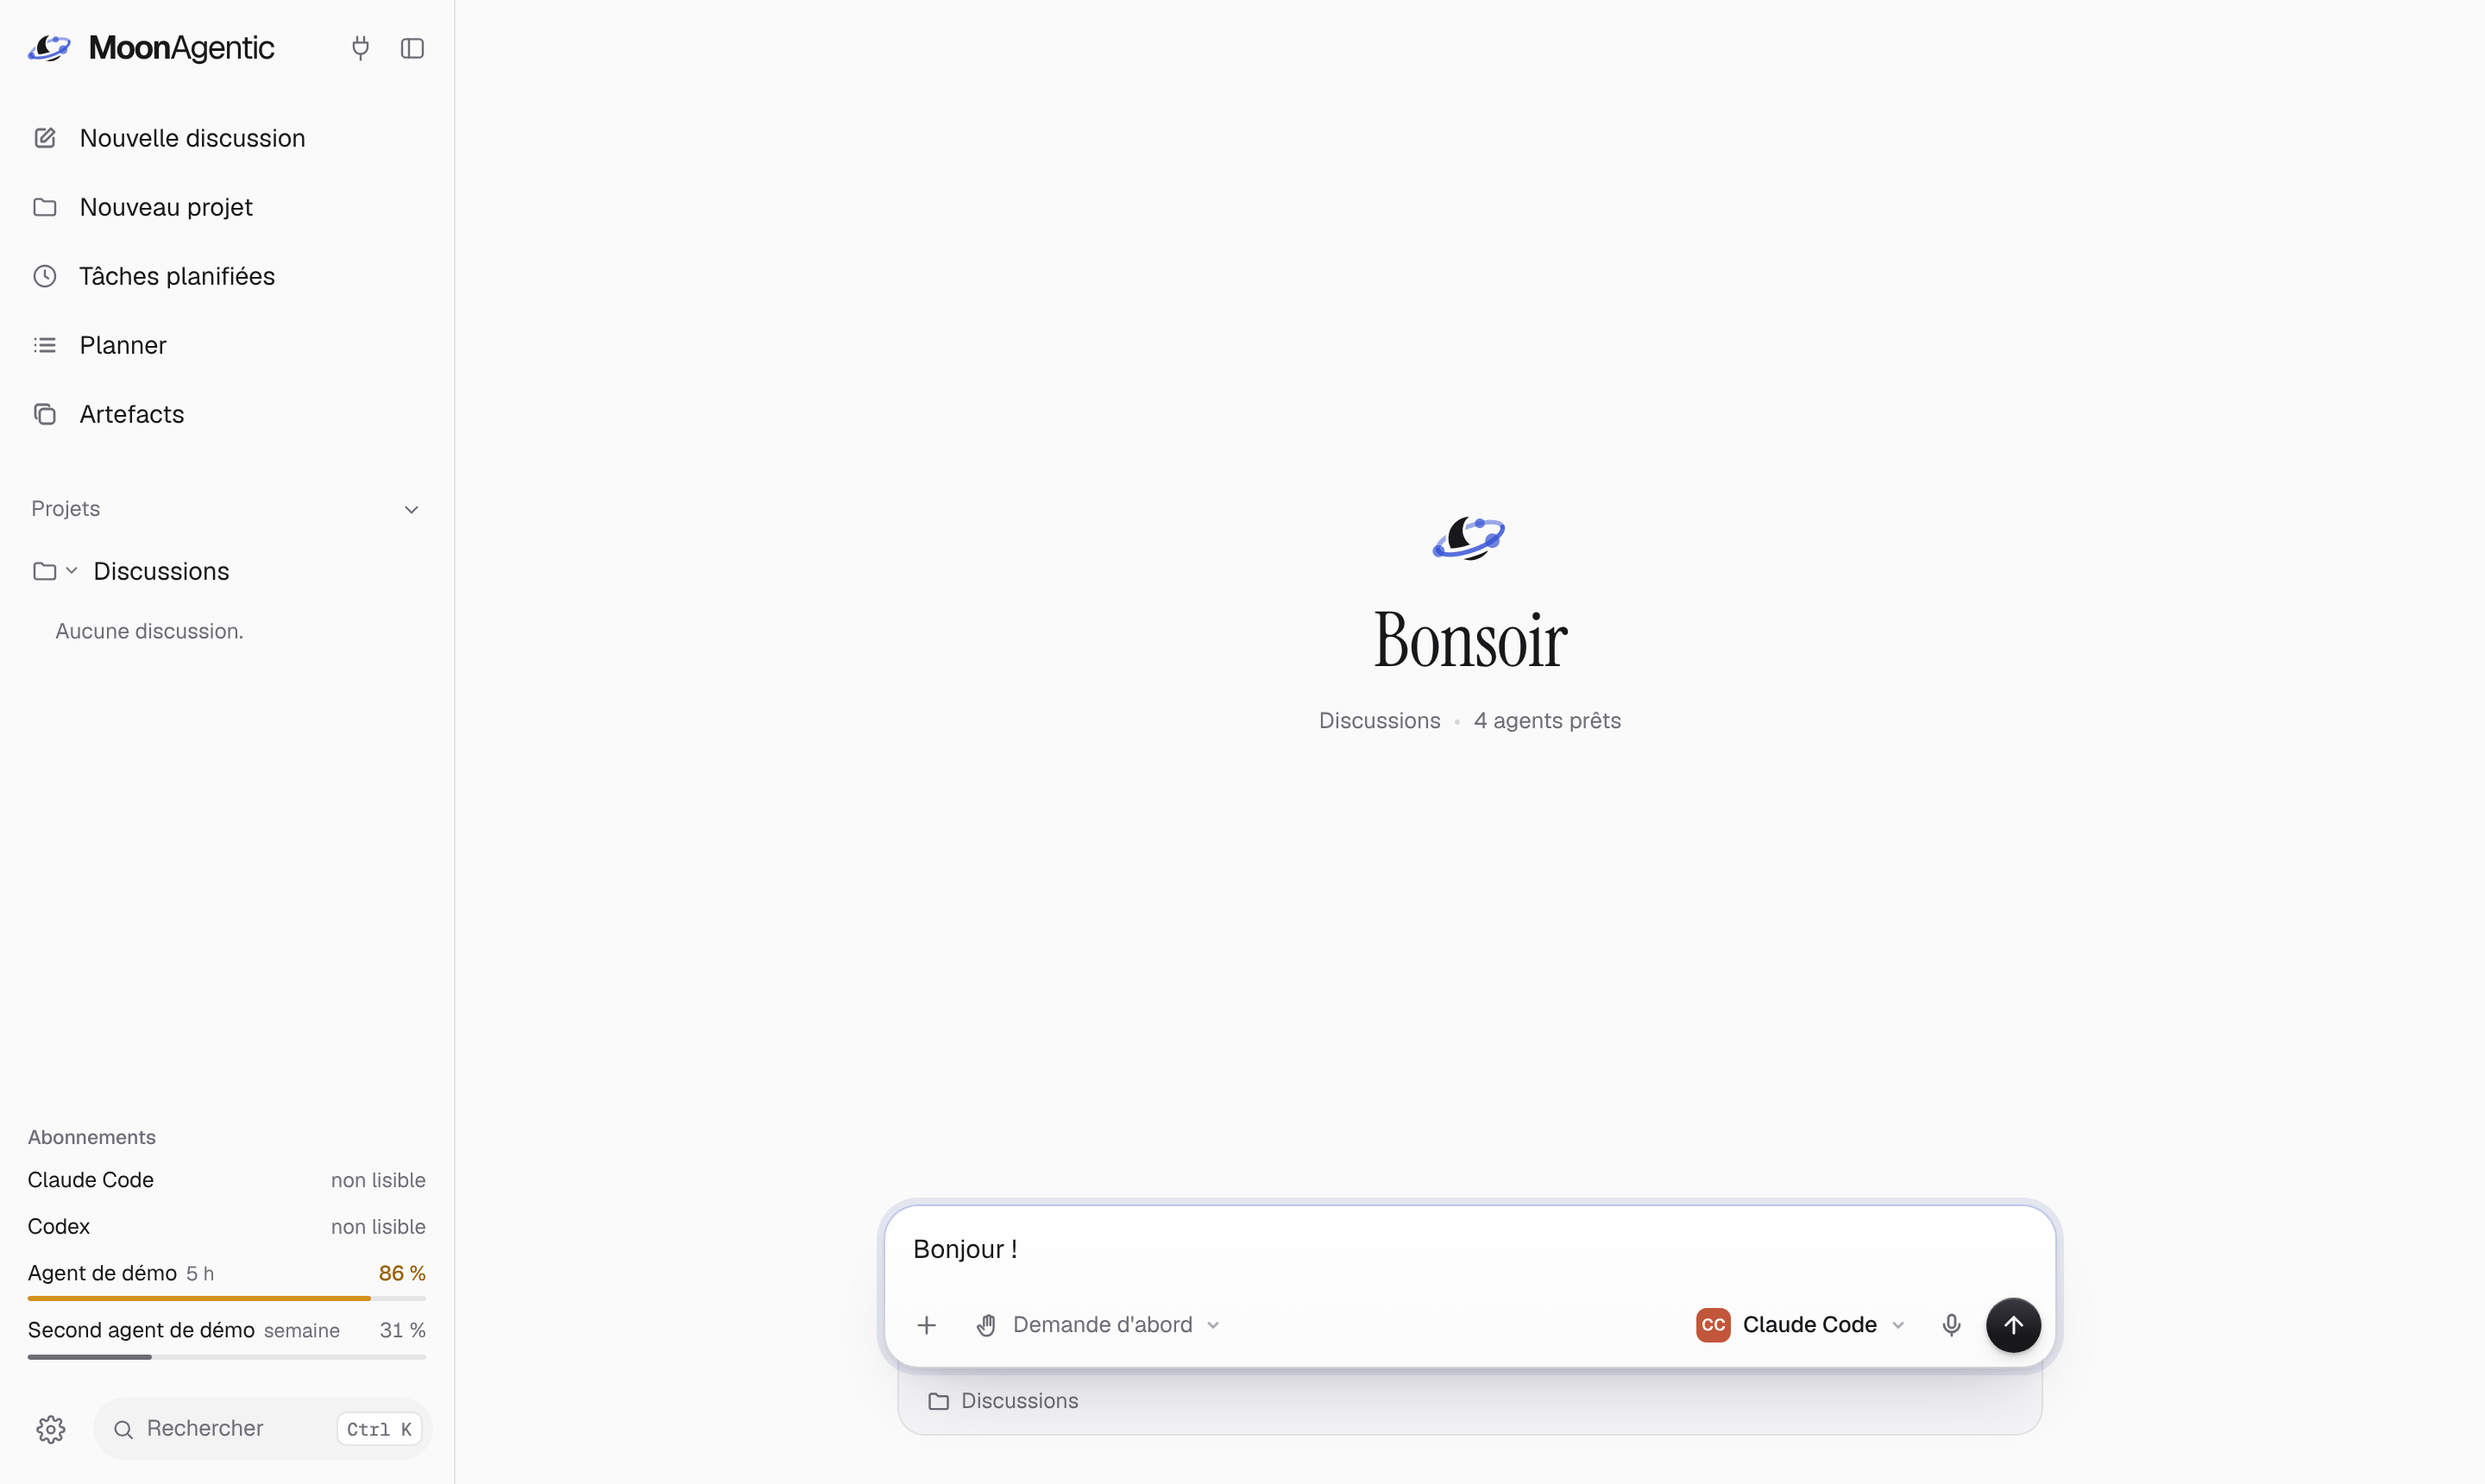 MoonAgentic
Nouvelle discussion
Nouveau projet
Tâches planifiées
Planner
Artefacts
Projets
Discussions
Aucune discussion.
Abonnements
Claude Code non lisible
Codex non lisible
Agent de démo 5 h 86 %
Second agent de démo semaine 31 %
Rechercher Ctrl K
Bonsoir
Discussions • 4 agents prêts
Bonjour !
Demande d'abord CC Claude Code
Discussions